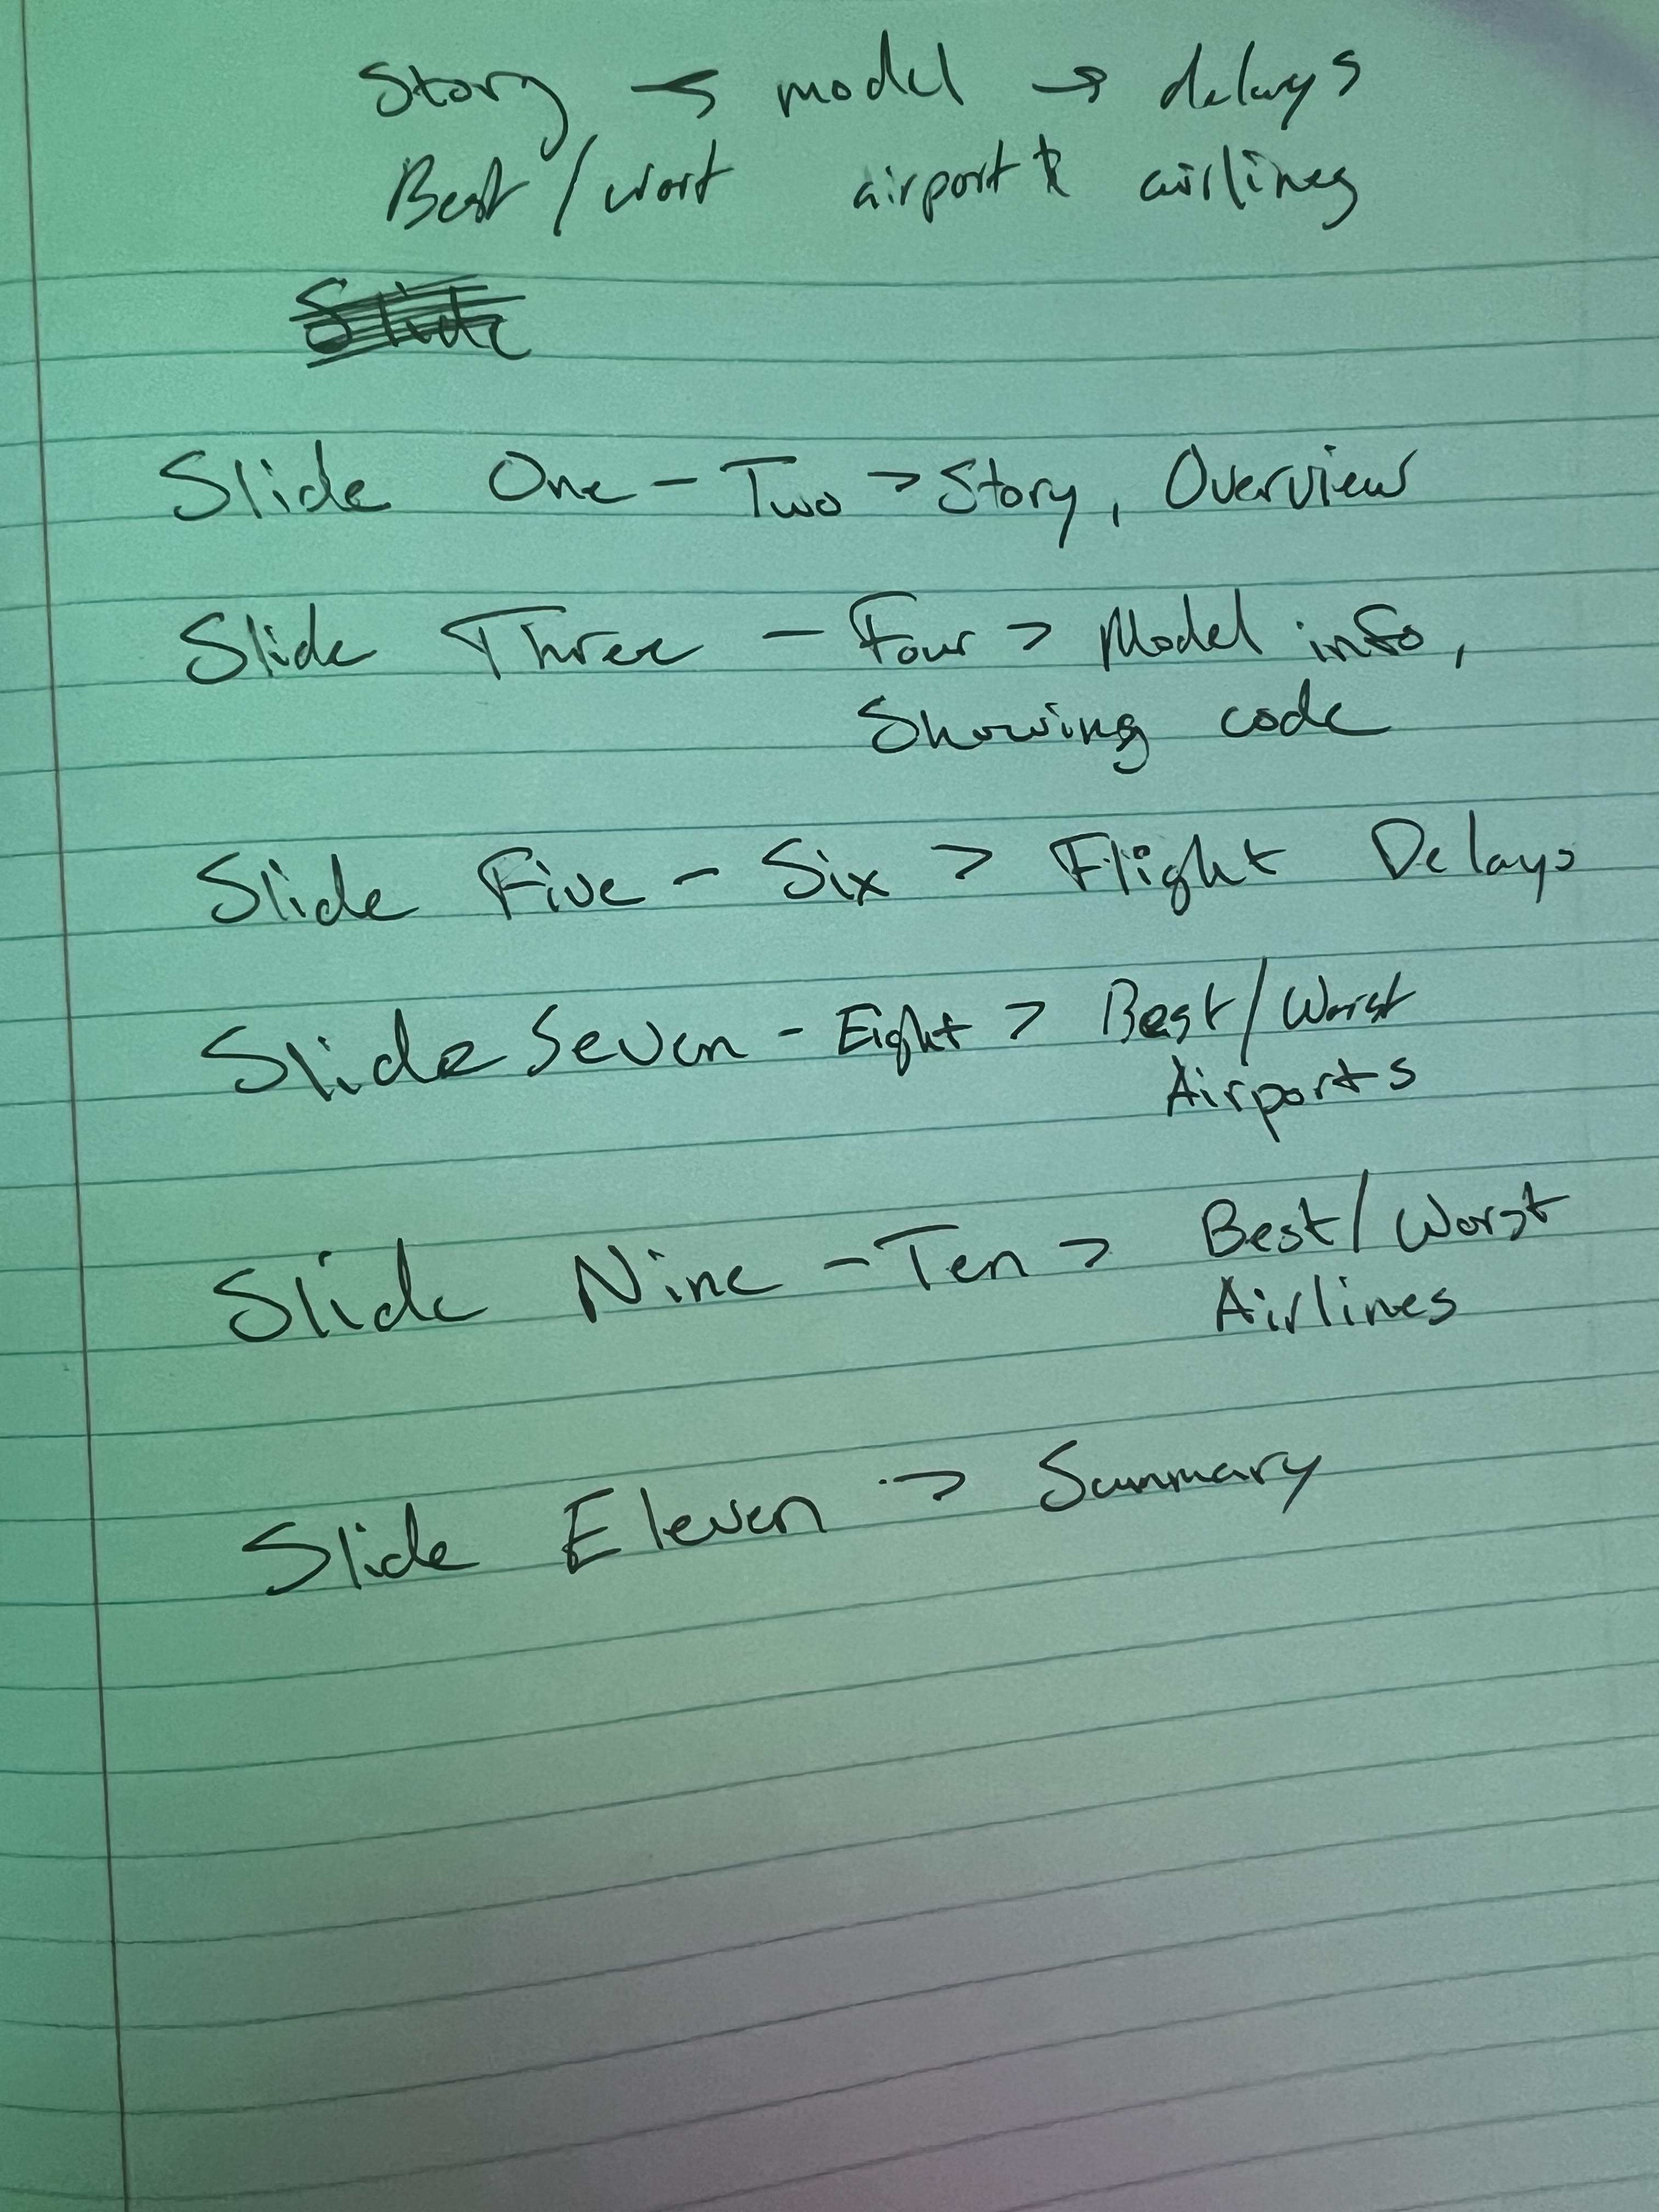 Story → model → delays
Best / wort airport & airlines
Slide
Slide One - Two > Story, Overview
Slide Three - Four > Model info,
Showing code
Slide Five - Six > Flight Delays
Slide Seven - Eight > Best/Worst
Airports
Slide Nine - Ten > Best/Worst
Airlines
Slide Eleven -> Summary